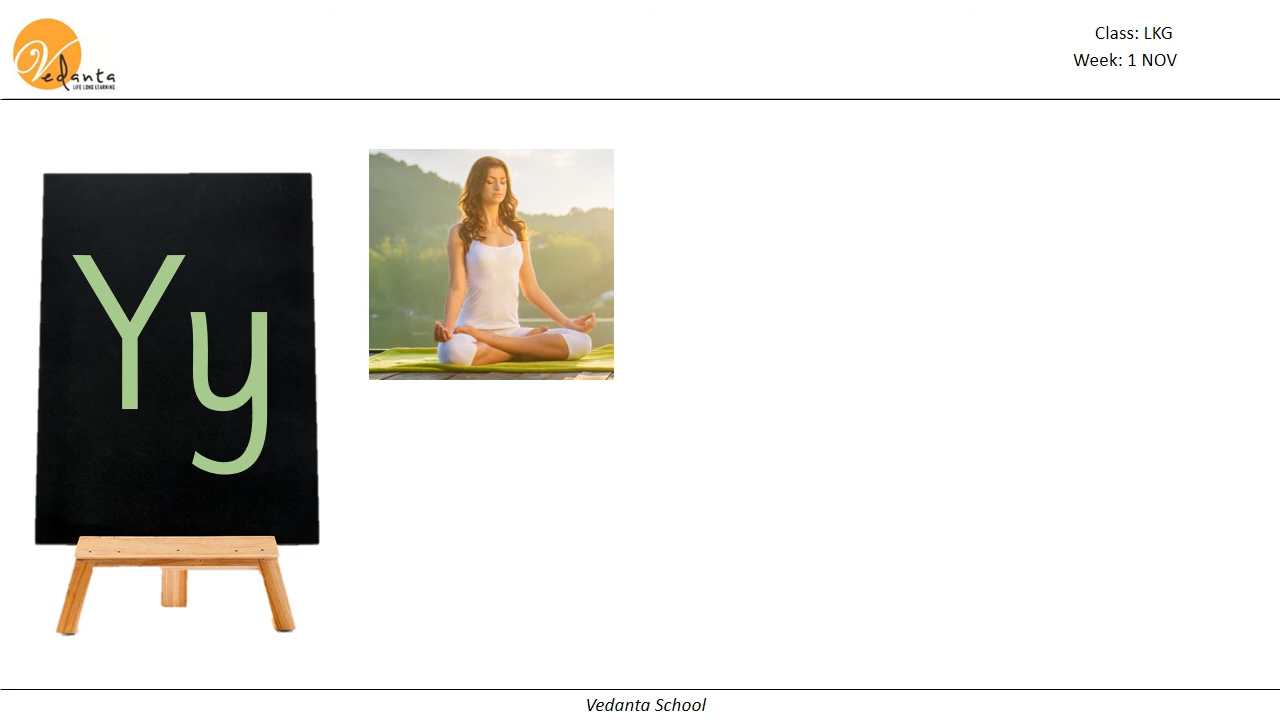 Vedanta
LIFE LONG LEARNING
Class: LKG
Week: 1 NOV
Yy
Vedanta School